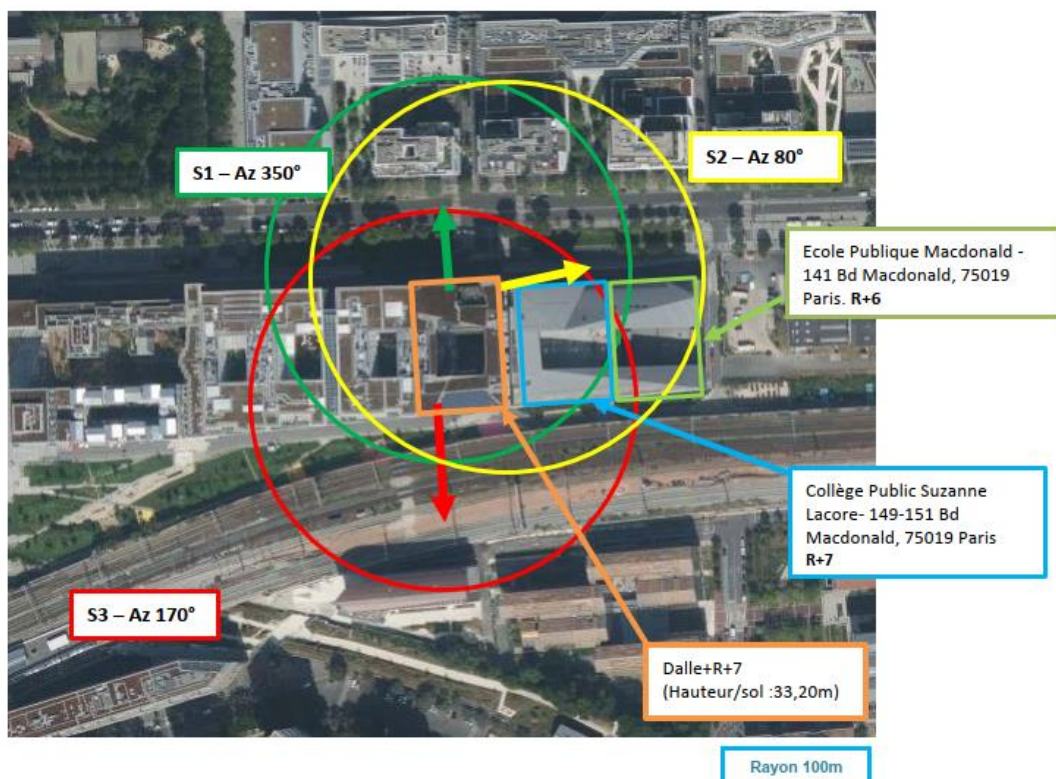 S1 – Az 350°
S2 – Az 80°
Ecole Publique Macdonald -
141 Bd Macdonald, 75019
Paris. R+6
Collège Public Suzanne
Lacore- 149-151 Bd
Macdonald, 75019 Paris
R+7
S3 – Az 170°
Dalle+R+7
(Hauteur/sol :33,20m)
Rayon 100m